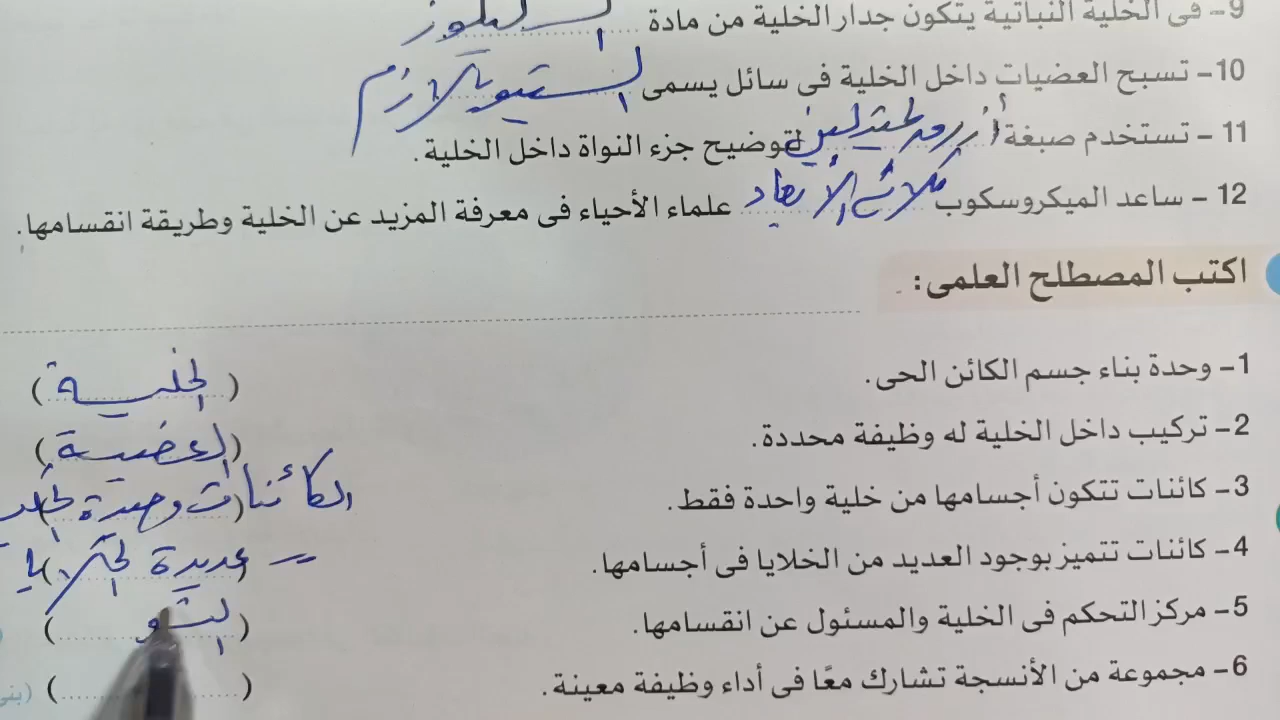 9- فى الخلية النباتية يتكون جدار الخلية من مادة السليلوز
10- تسبح العضيات داخل الخلية فى سائل يسمى السيتوبلازم
11- تستخدم صبغة أزرق الميثيلين لتوضيح جزء النواة داخل الخلية.
12- ساعد الميكروسكوب ثلاثى الأبعاد علماء الأحياء فى معرفة المزيد عن الخلية وطريقة انقسامها.
اكتب المصطلح العلمى:
1- وحدة بناء جسم الكائن الحى. (الخلية)
2- تركيب داخل الخلية له وظيفة محددة. (العضية)
3- كائنات تتكون أجسامها من خلية واحدة فقط. (الكائنات وحيدة
4- كائنات تتميز بوجود العديد من الخلايا فى أجسامها. (عديدة الخلايا
5- مركز التحكم فى الخلية والمسئول عن انقسامها. ( )
6- مجموعة من الأنسجة تشارك معًا فى أداء وظيفة معينة. ( )